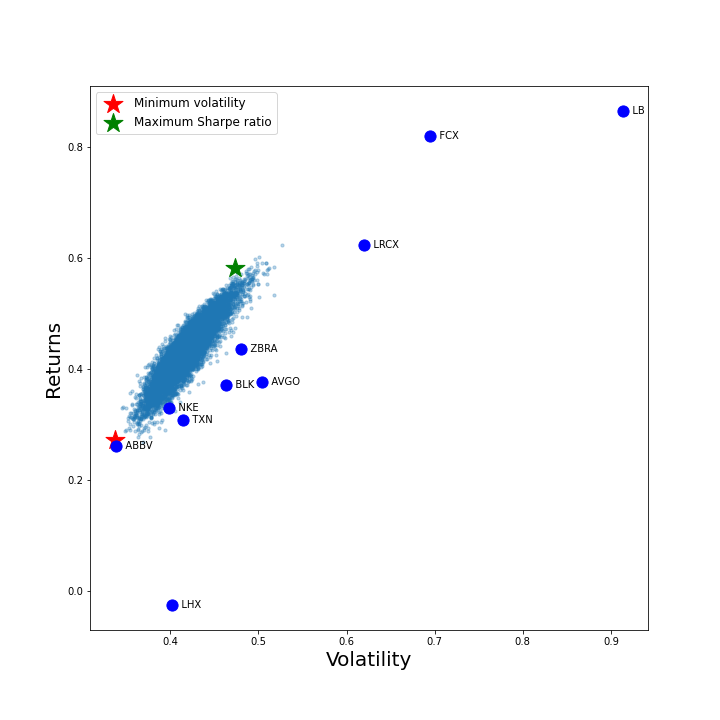 Minimum volatility
Maximum Sharpe ratio
LB
FCX
0.8
LRCX
0.6
ZBRA
AVGO
BLK
0.4
NKE
TXN
ABBV
0.2
0.0
LHX
Returns
0.4 0.5 0.6 0.7 0.8 0.9
Volatility